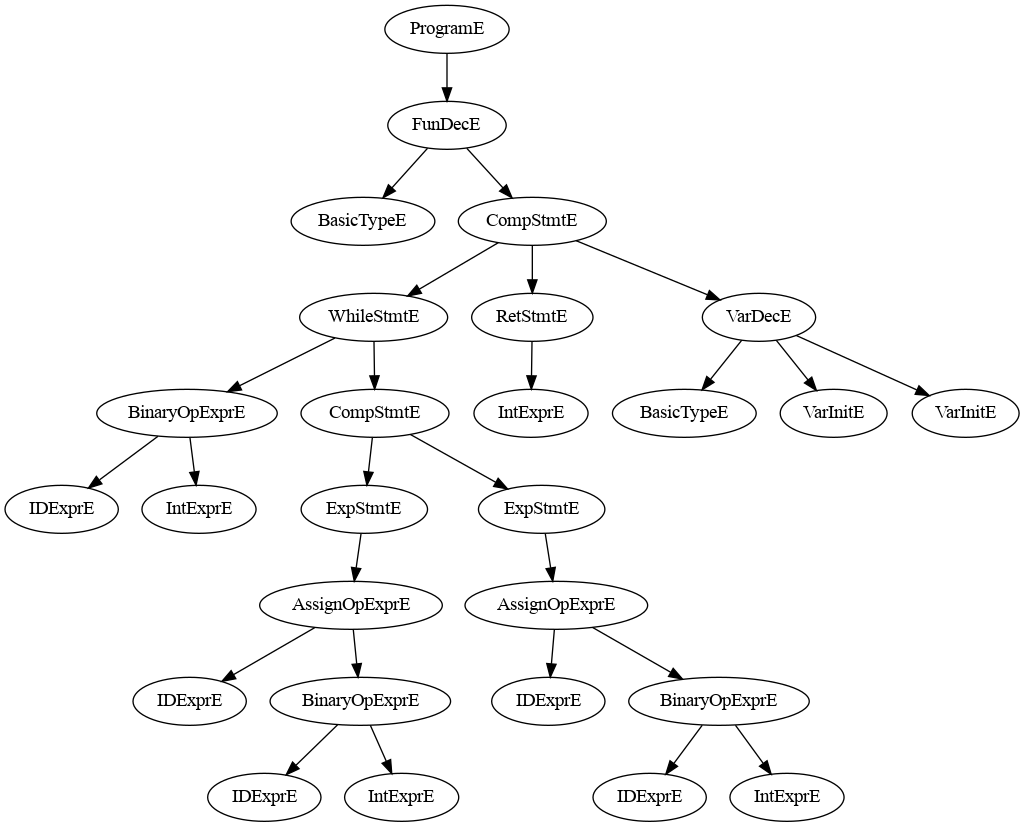 ProgramE
FunDecE
BasicTypeE CompStmtE
WhileStmtE RetStmtE VarDecE
BinaryOpExprE CompStmtE IntExprE BasicTypeE VarInitE VarInitE
IDExprE IntExprE ExpStmtE ExpStmtE
AssignOpExprE AssignOpExprE
IDExprE BinaryOpExprE IDExprE BinaryOpExprE
IDExprE IntExprE IDExprE IntExprE